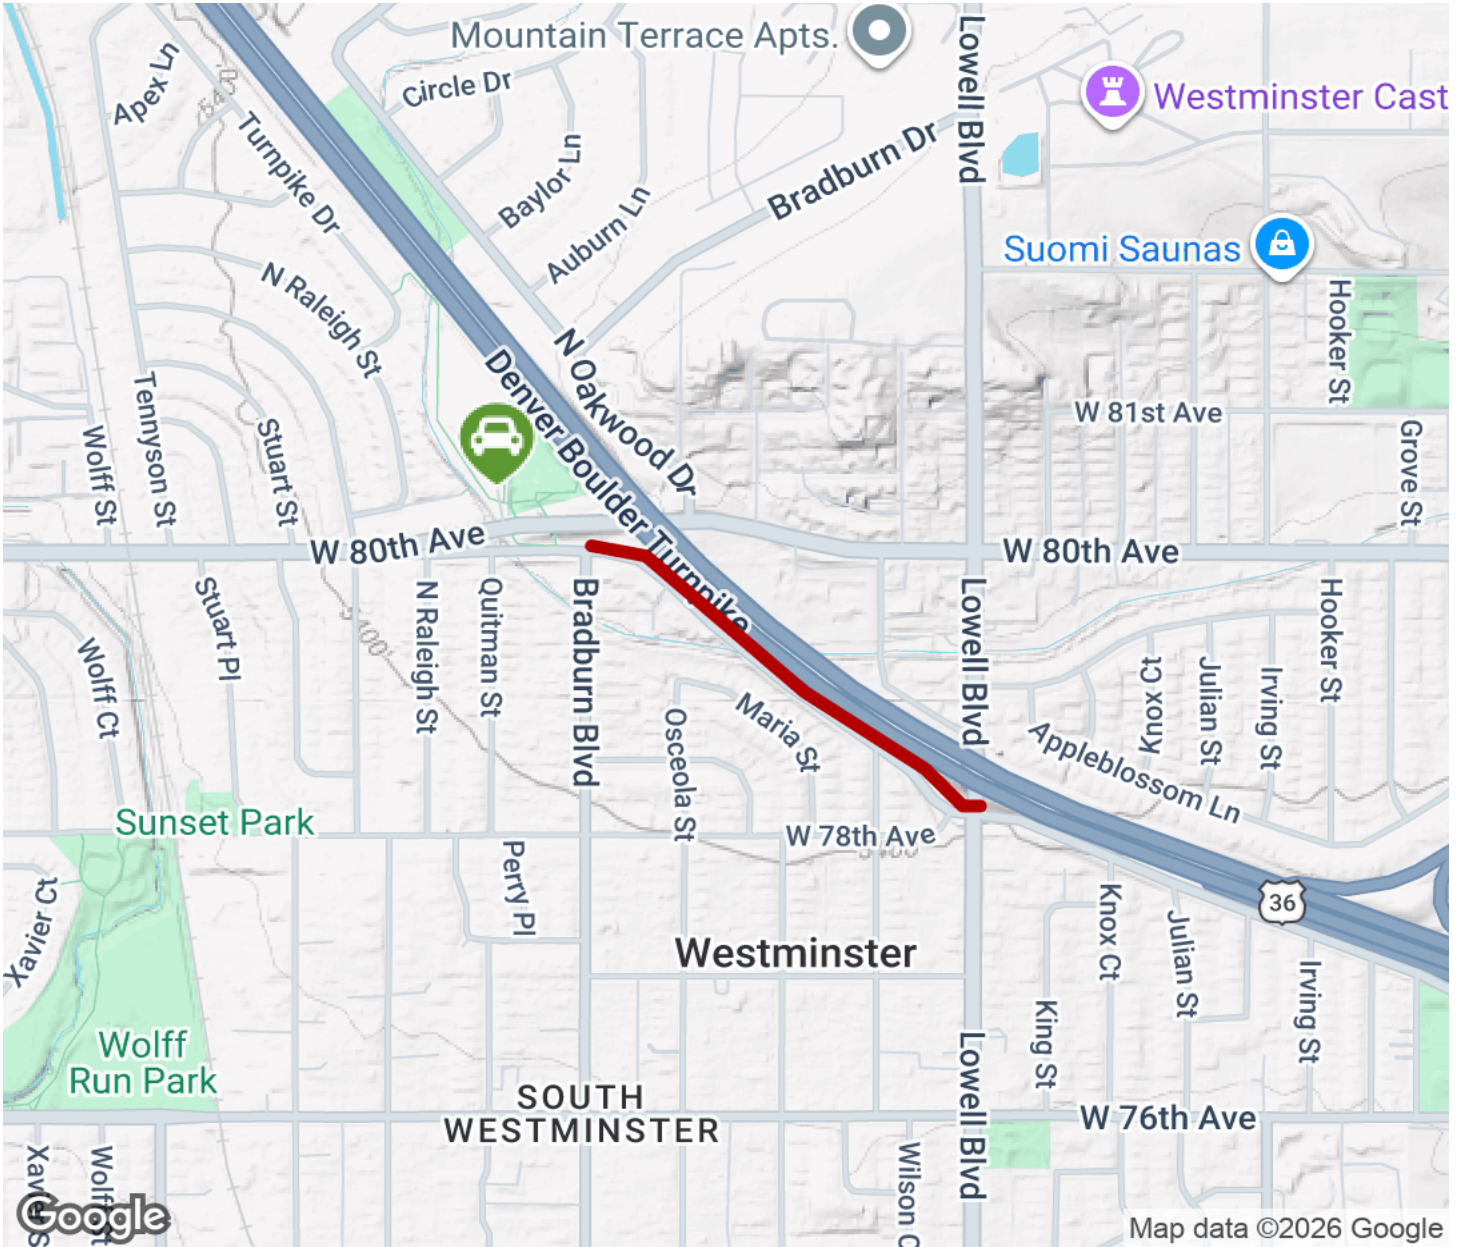 Mountain Terrace Apts.
Lowell Blvd
Westminster Cast
Apex Ln
Circle Dr
Turnpike Dr
Baylor Ln
Auburn Ln
Bradburn Dr
Suomi Saunas
N Raleigh St
Hooker St
N Oakwood Dr
Denver Boulder Turnpike
Tennyson St
Wolff St
Stuart St
W 81st Ave
Grove St
W 80th Ave
W 80th Ave
5400
Stuart Pl
N Raleigh St
Quitman St
Bradburn Blvd
Lowell Blvd
Hooker St
Wolff Ct
Osceola St
Maria St
Knox Ct
Julian St
Irving St
Appleblossom Ln
Sunset Park
W 78th Ave
Perry Pl
Xavier Ct
36
Westminster
Knox Ct
Julian St
Irving St
Wolff
Run Park
King St
Lowell Blvd
SOUTH
WESTMINSTER
W 76th Ave
Wolff St
Wilson C
Google
Map data ©2026 Google